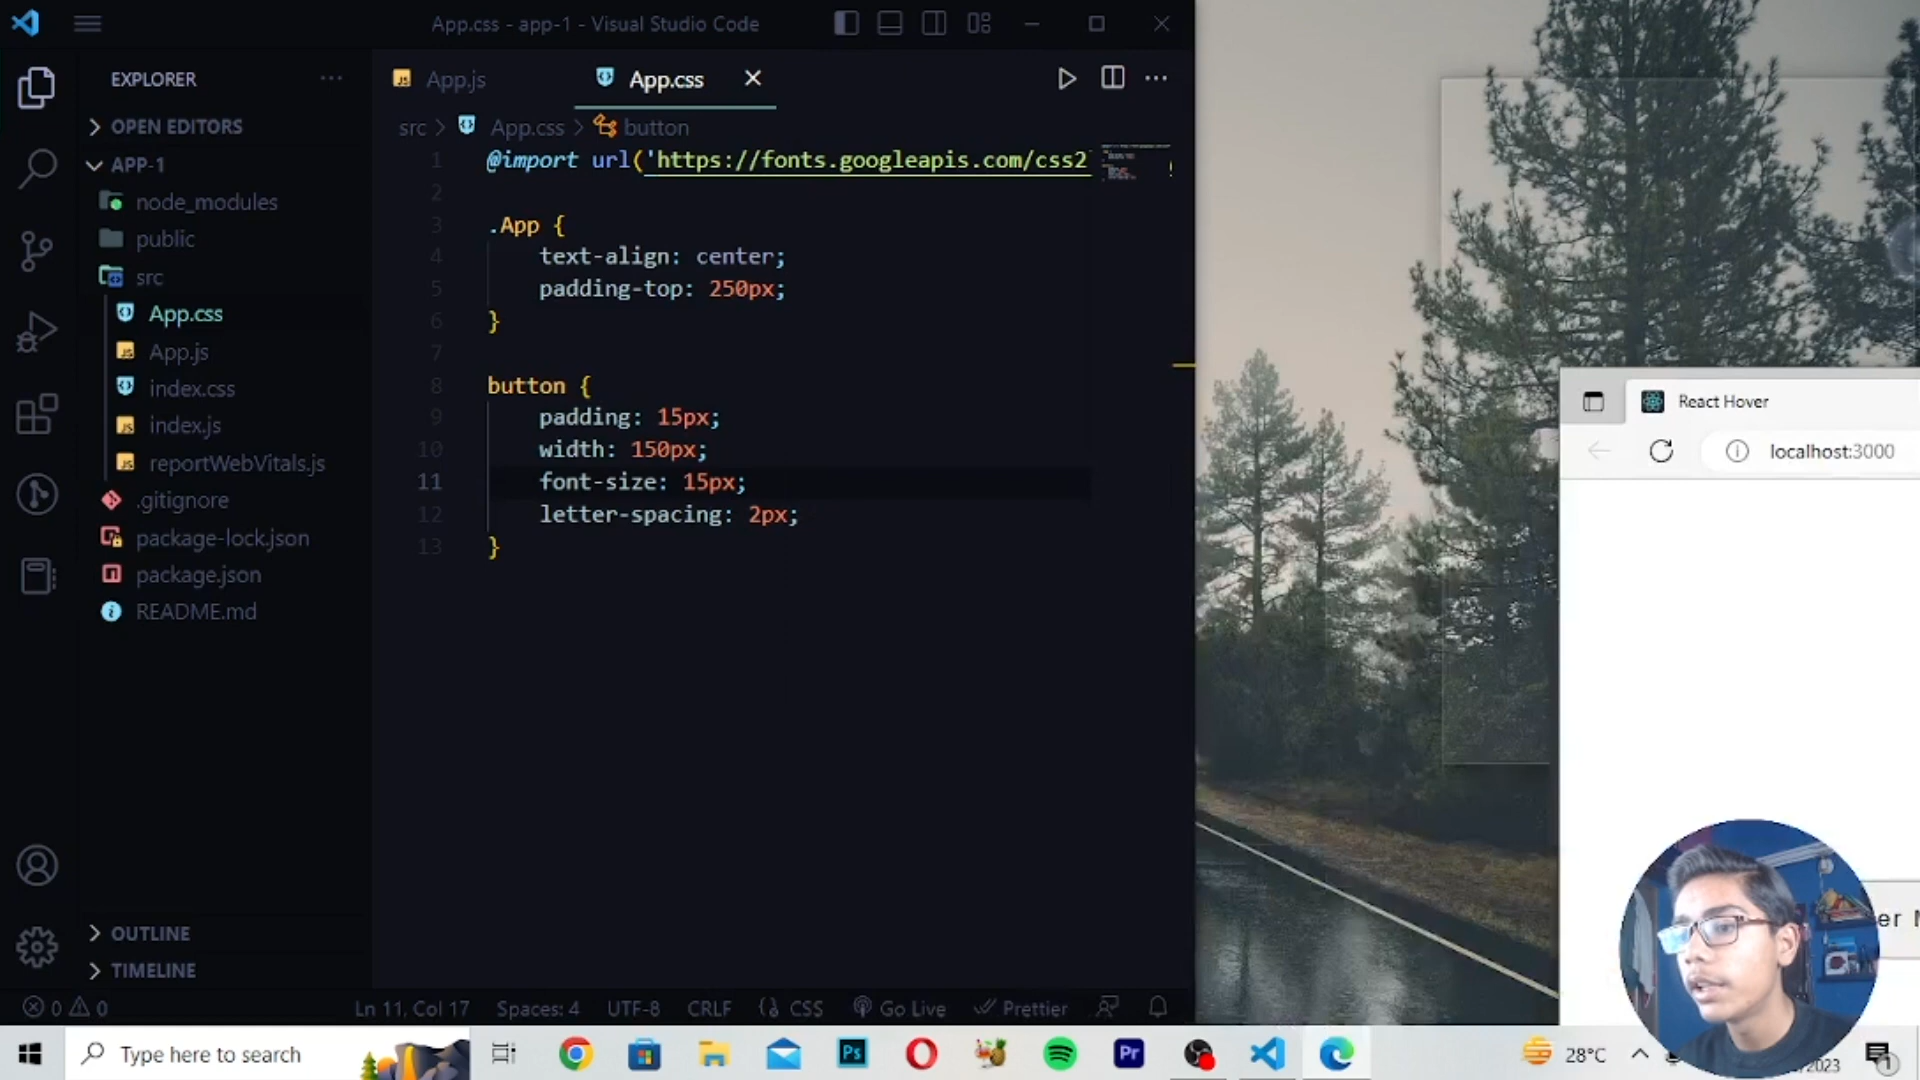 App.css - app-1 - Visual Studio Code
EXPLORER
OPEN EDITORS
APP-1
node_modules
public
src
App.css
App.js
index.css
index.js
reportWebVitals.js
.gitignore
package-lock.json
package.json
README.md
OUTLINE
TIMELINE
App.js
App.css
src > App.css > button
1 @import url('https://fonts.googleapis.com/css2
2
3 .App {
4 text-align: center;
5 padding-top: 250px;
6 }
7
8 button {
9 padding: 15px;
10 width: 150px;
11 font-size: 15px;
12 letter-spacing: 2px;
13 }
0 0
Ln 11, Col 17
Spaces: 4
UTF-8
CRLF
CSS
Go Live
Prettier
React Hover
localhost:3000
er
Type here to search
Ps
Pr
28°C
2023
1